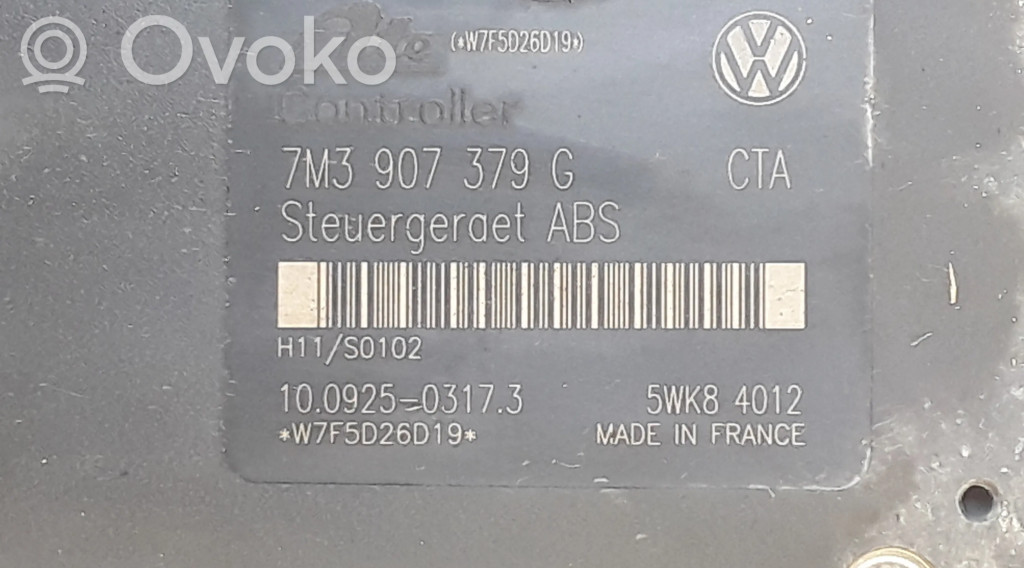 Ovoko
Ate (*W7F5D26D19*)
Controller
7M3 907 379 G CTA
Steuergeraet ABS
H11/S0102
10.0925-0317.3 5WK8 4012
*W7F5D26D19* MADE IN FRANCE